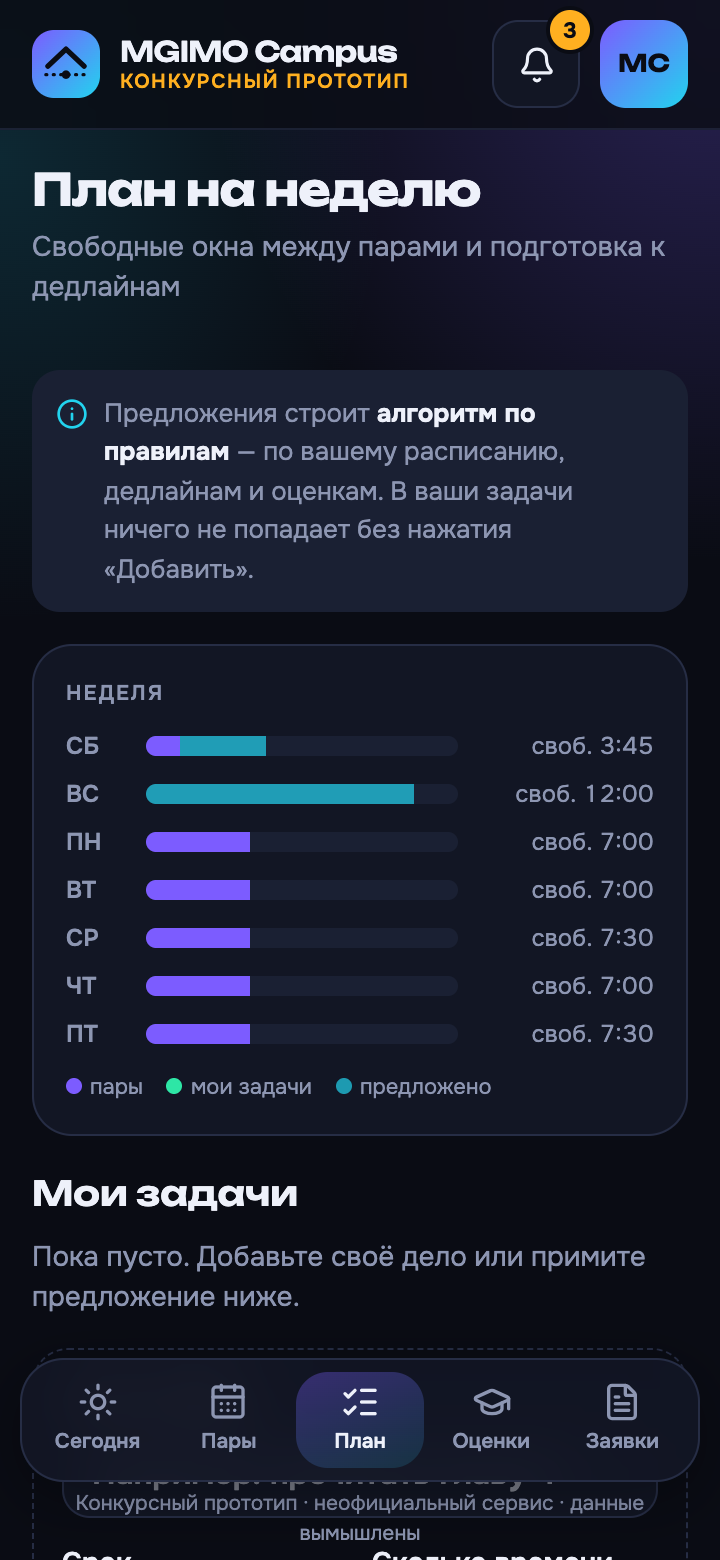 MGIMO Campus
КОНКУРСНЫЙ ПРОТОТИП
3
MC
План на неделю
Свободные окна между парами и подготовка к
дедлайнам
Предложения строит алгоритм по
правилам — по вашему расписанию,
дедлайнам и оценкам. В ваши задачи
ничего не попадает без нажатия
«Добавить».
НЕДЕЛЯ
СБ своб. 3:45
ВС своб. 12:00
ПН своб. 7:00
ВТ своб. 7:00
СР своб. 7:30
ЧТ своб. 7:00
ПТ своб. 7:30
пары мои задачи предложено
Мои задачи
Пока пусто. Добавьте своё дело или примите
предложение ниже.
Сегодня Пары План Оценки Заявки
Конкурсный прототип · неофициальный сервис · данные
вымышлены